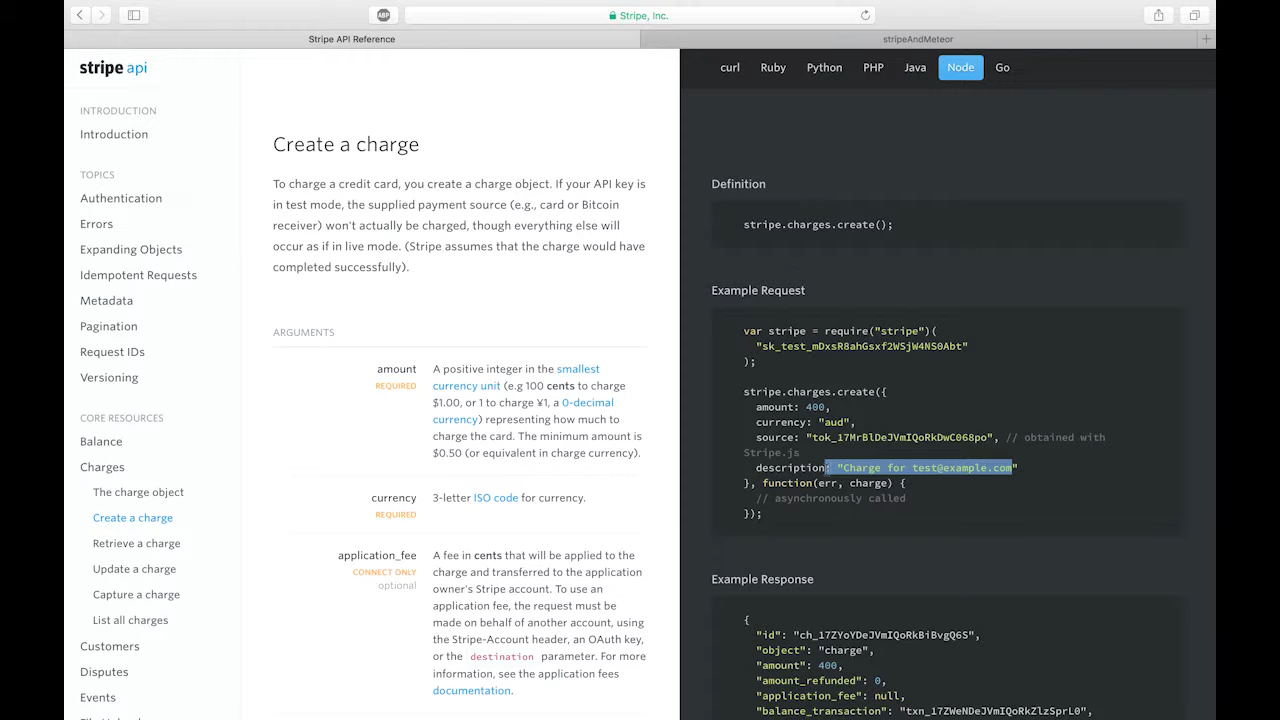 ABP
Stripe, Inc.
Stripe API Reference
stripeAndMeteor
stripe api
INTRODUCTION
Introduction
TOPICS
Authentication
Errors
Expanding Objects
Idempotent Requests
Metadata
Pagination
Request IDs
Versioning
CORE RESOURCES
Balance
Charges
The charge object
Create a charge
Retrieve a charge
Update a charge
Capture a charge
List all charges
Customers
Disputes
Events
Create a charge
To charge a credit card, you create a charge object. If your API key is
in test mode, the supplied payment source (e.g., card or Bitcoin
receiver) won't actually be charged, though everything else will
occur as if in live mode. (Stripe assumes that the charge would have
completed successfully).
ARGUMENTS
amount
REQUIRED
A positive integer in the smallest
currency unit (e.g 100 cents to charge
$1.00, or 1 to charge ¥1, a 0-decimal
currency) representing how much to
charge the card. The minimum amount is
$0.50 (or equivalent in charge currency).
currency
REQUIRED
3-letter ISO code for currency.
application_fee
CONNECT ONLY
optional
A fee in cents that will be applied to the
charge and transferred to the application
owner's Stripe account. To use an
application fee, the request must be
made on behalf of another account, using
the Stripe-Account header, an OAuth key,
or the destination parameter. For more
information, see the application fees
documentation.
curl Ruby Python PHP Java Node Go
Definition
stripe.charges.create();
Example Request
var stripe = require("stripe")(
"sk_test_mDxsR8ahGsxf2WSjW4NS0Abt"
);
stripe.charges.create({
amount: 400,
currency: "aud",
source: "tok_17MrBlDeJVmIQoRkDwC068po", // obtained with
Stripe.js
description: "Charge for test@example.com"
}, function(err, charge) {
// asynchronously called
});
Example Response
{
"id": "ch_17ZYoYDeJVmIQoRkBiBvgQ6S",
"object": "charge",
"amount": 400,
"amount_refunded": 0,
"application_fee": null,
"balance_transaction": "txn_17ZWeNDeJVmIQoRkZlzSprL0",